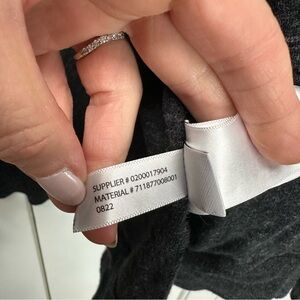 SUPPLIER # 0200017904
MATERIAL # 711877008001
0822